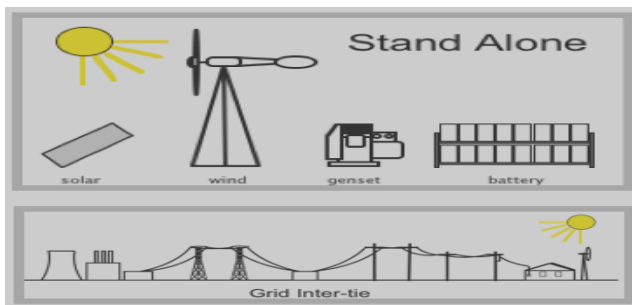 Stand Alone
solar wind genset battery
Grid Inter-tie